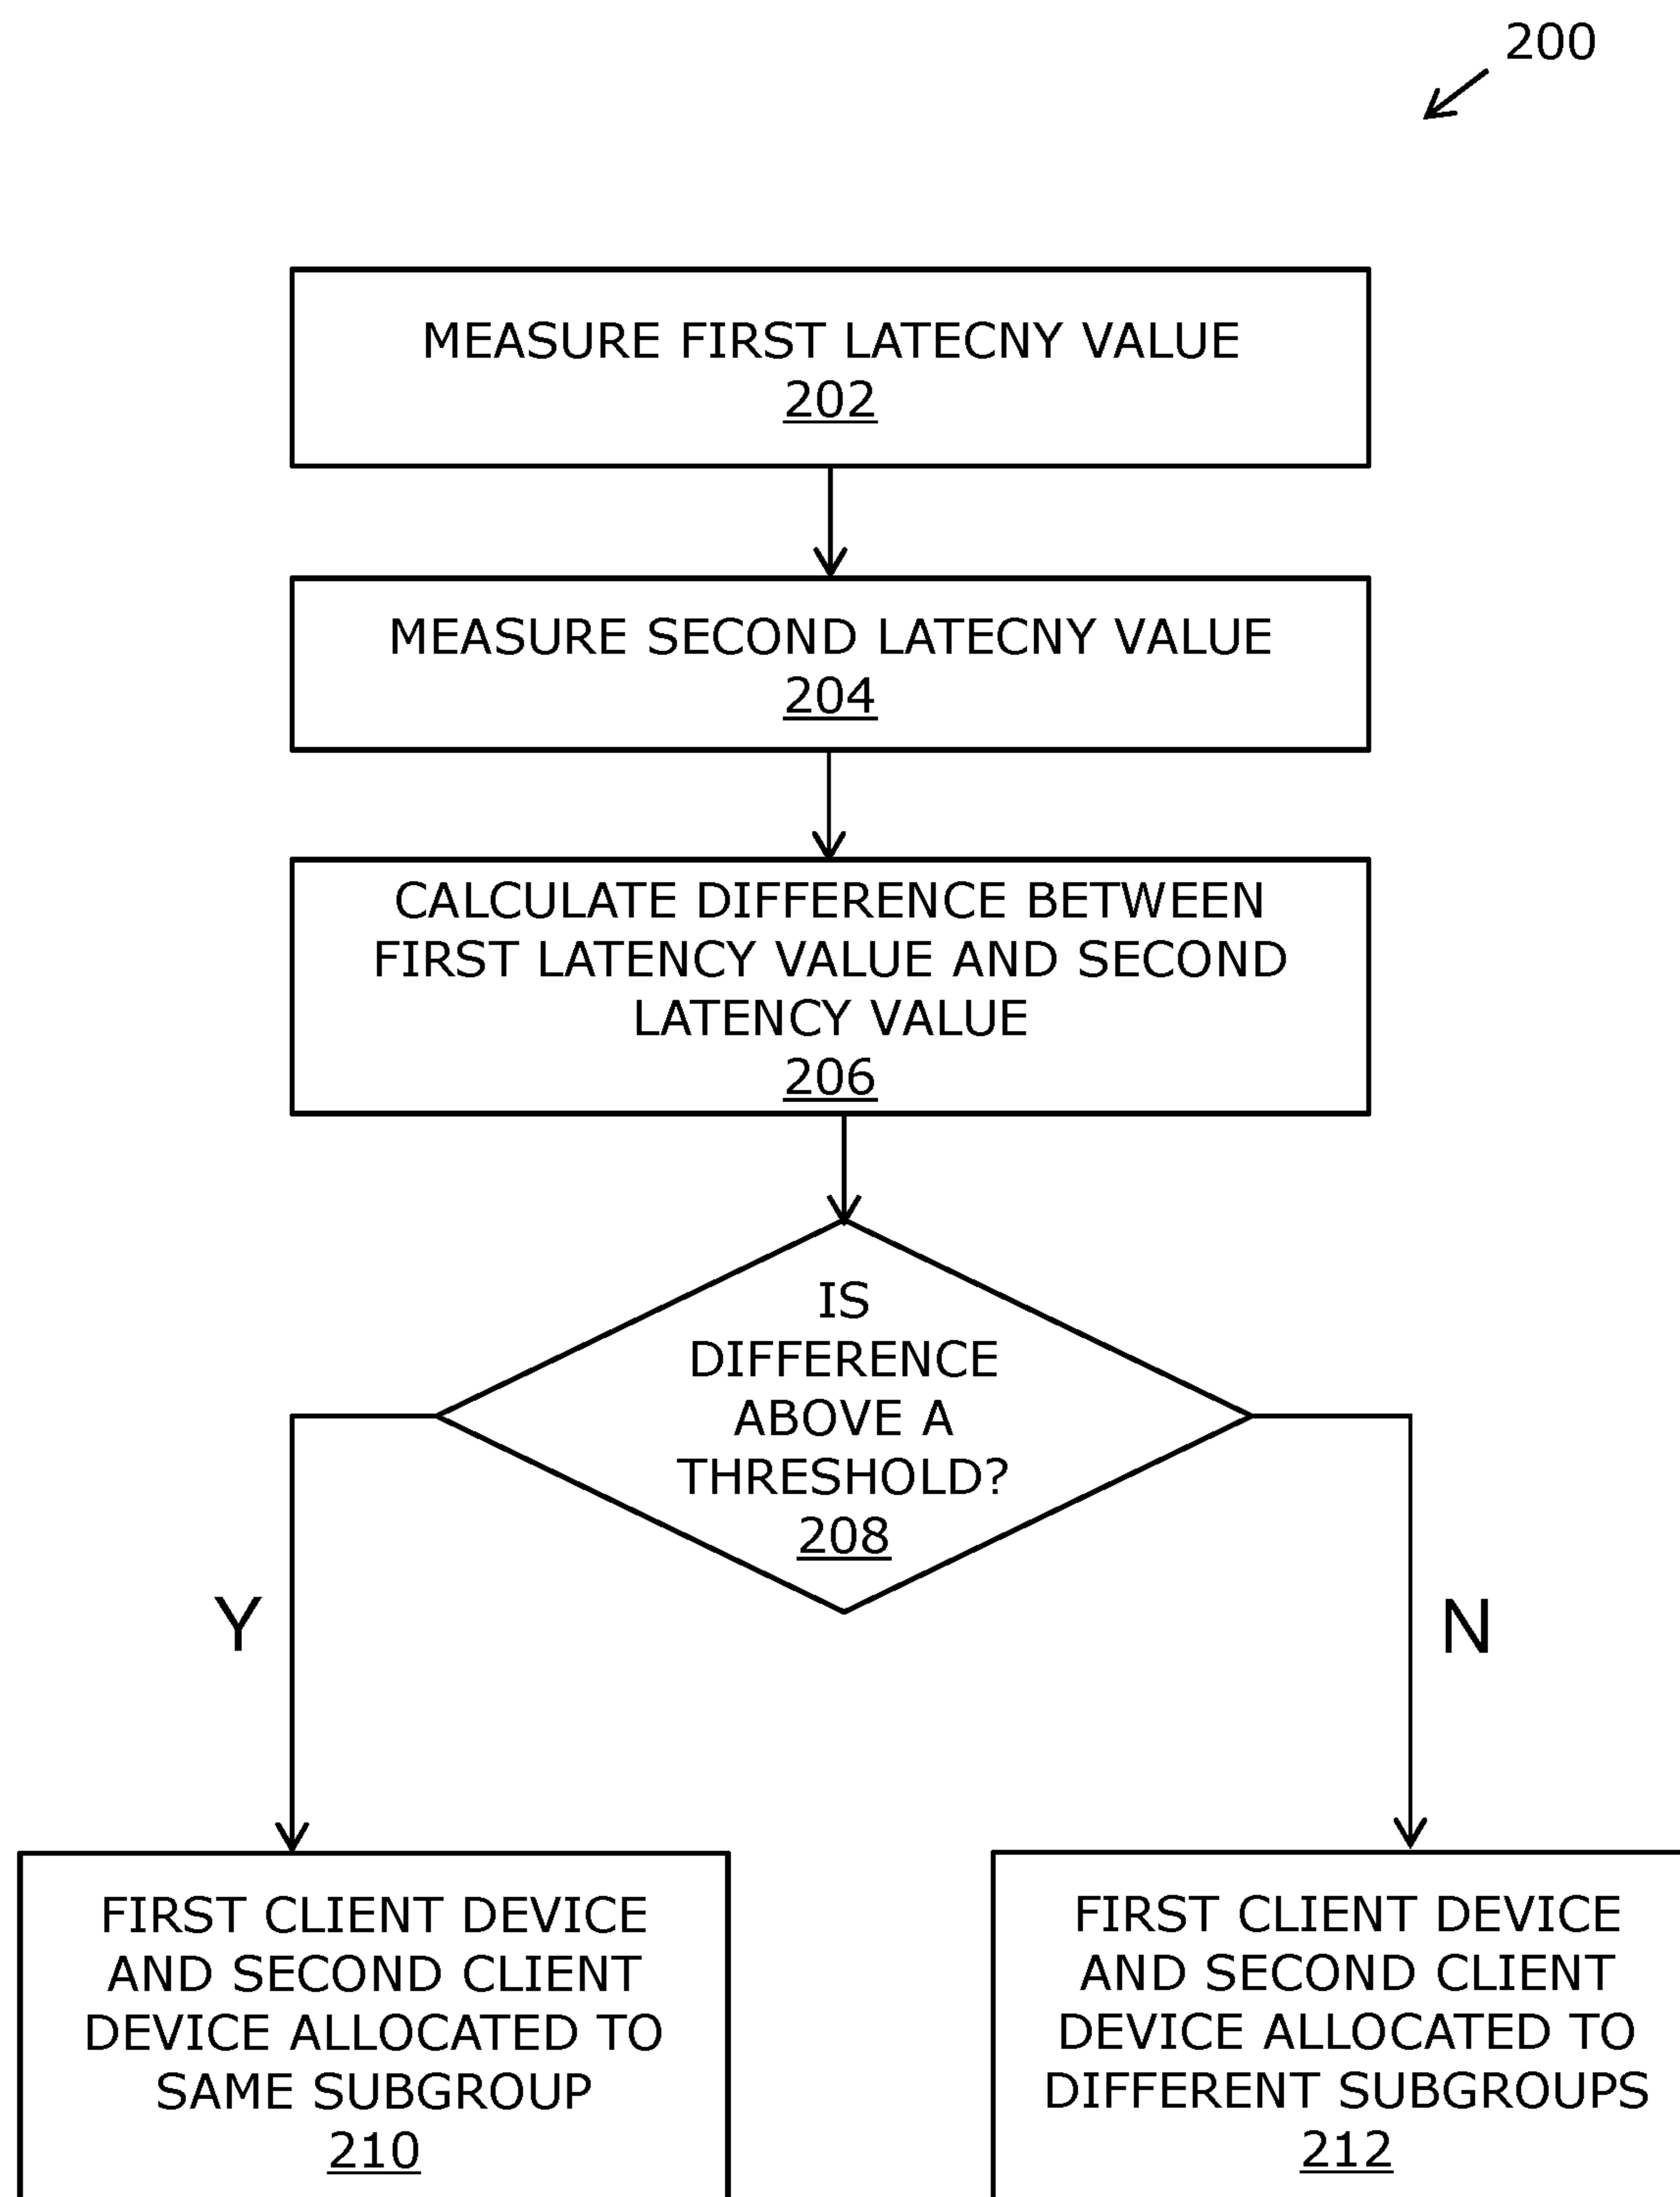 200
MEASURE FIRST LATECNY VALUE
202
MEASURE SECOND LATECNY VALUE
204
CALCULATE DIFFERENCE BETWEEN
FIRST LATENCY VALUE AND SECOND
LATENCY VALUE
206
IS
DIFFERENCE
ABOVE A
THRESHOLD?
208
Y
N
FIRST CLIENT DEVICE
AND SECOND CLIENT
DEVICE ALLOCATED TO
SAME SUBGROUP
210
FIRST CLIENT DEVICE
AND SECOND CLIENT
DEVICE ALLOCATED TO
DIFFERENT SUBGROUPS
212